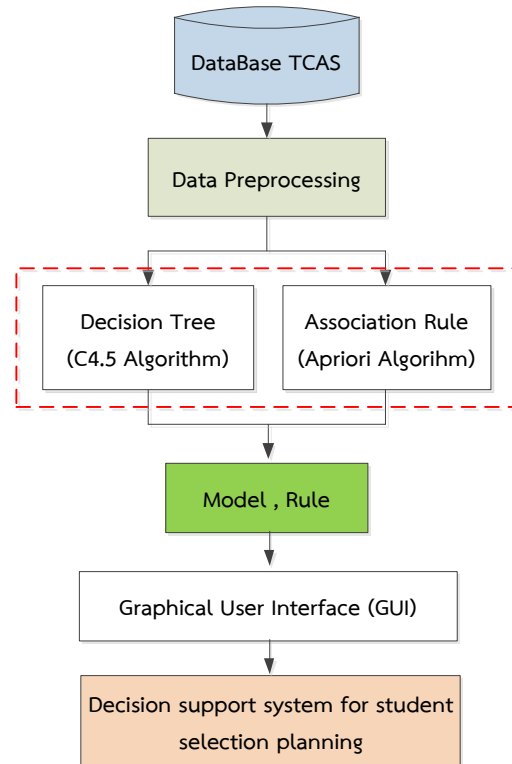 DataBase TCAS
Data Preprocessing
Decision Tree
(C4.5 Algorithm)
Association Rule
(Apriori Algorihm)
Model , Rule
Graphical User Interface (GUI)
Decision support system for student
selection planning